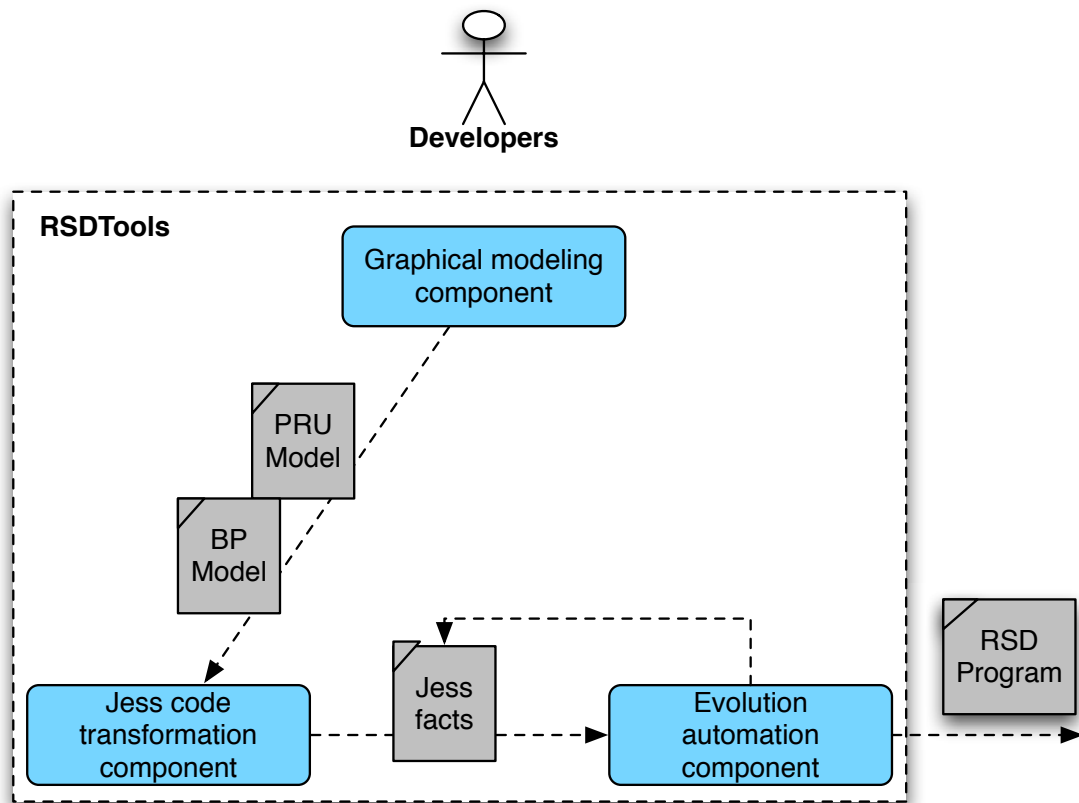 Developers
RSDTools
Graphical modeling
component
PRU
Model
BP
Model
Jess
facts
RSD
Program
Jess code
transformation
component
Evolution
automation
component